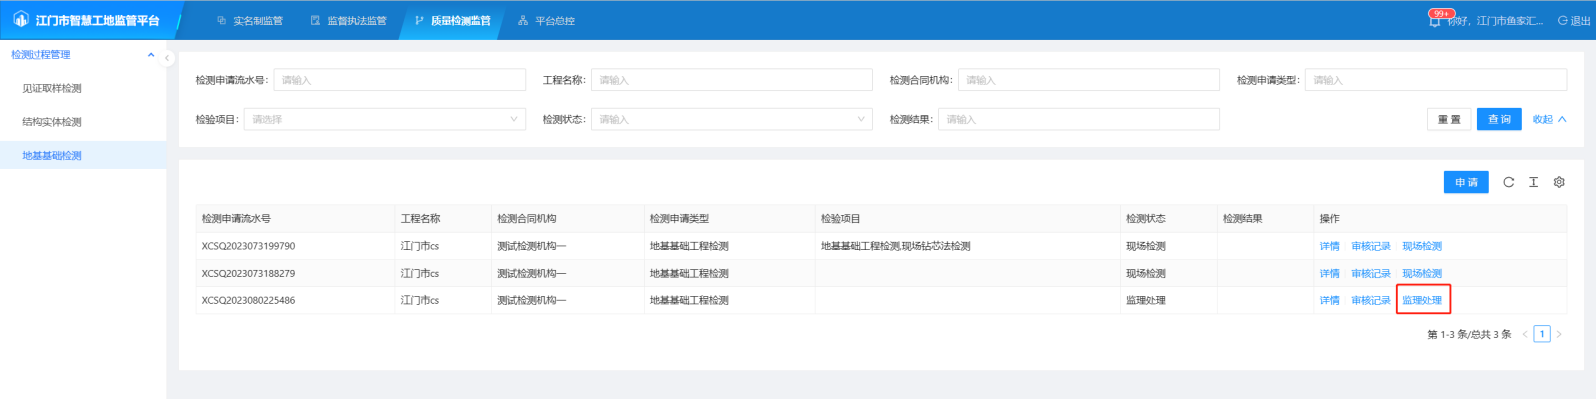 江门市智慧工地监管平台 实名制监管 监督执法监管 质量检测监管 平台总控 99+ 你好，江门市鱼家汇... 退出
检测过程管理
见证取样检测
结构实体检测
地基基础检测
检测申请流水号: 请输入 工程名称: 请输入 检测合同机构: 请输入 检测申请类型: 请输入
检验项目: 请选择 检测状态: 请输入 检测结果: 请输入 重置 查询 收起
申请
检测申请流水号 工程名称 检测合同机构 检测申请类型 检验项目 检测状态 检测结果 操作
XCSQ2023073199790 江门市cs 测试检测机构一 地基基础工程检测 地基基础工程检测,现场钻芯法检测 现场检测 详情 审核记录 现场检测
XCSQ2023073188279 江门市cs 测试检测机构一 地基基础工程检测 现场检测 详情 审核记录 现场检测
XCSQ2023080225486 江门市cs 测试检测机构一 地基基础工程检测 监理处理 详情 审核记录 监理处理
第 1-3 条/总共 3 条 < 1 >